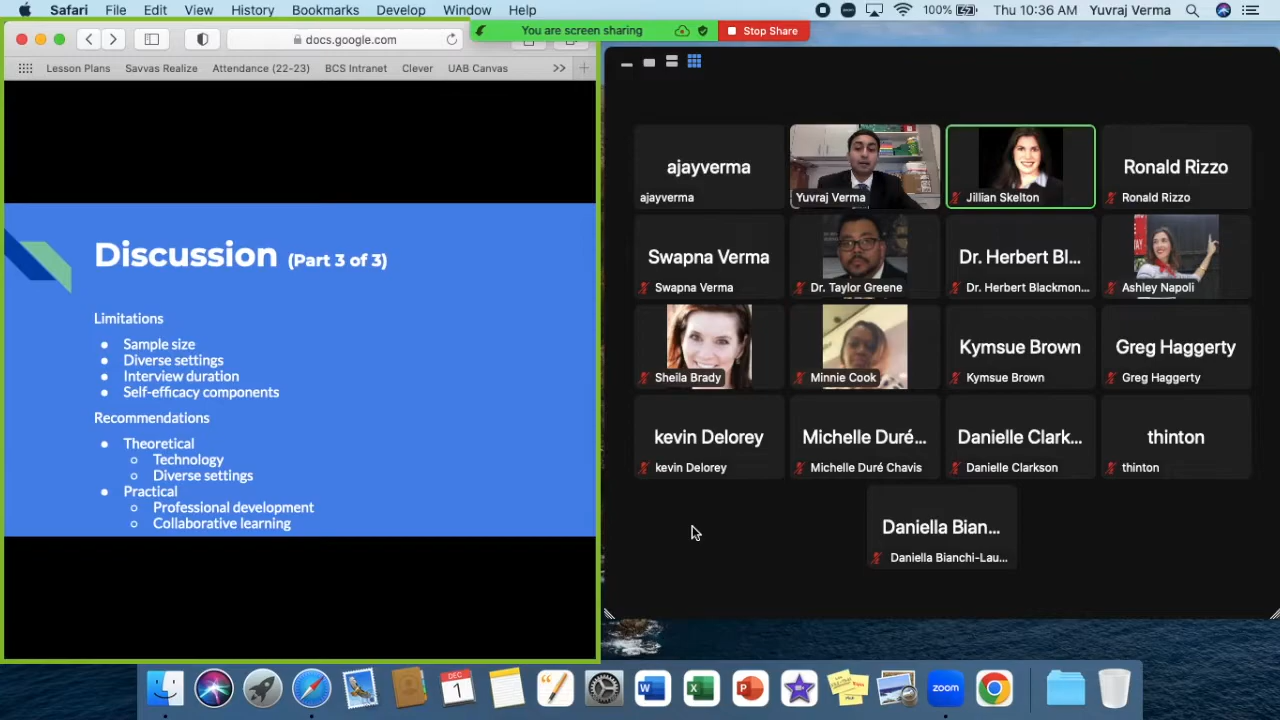 Safari File Edit View History Bookmarks Develop Window Help 100% Thu 10:36 AM Yuvraj Verma
You are screen sharing Stop Share
docs.google.com
Lesson Plans Savvas Realize Attendance (22-23) BCS Intranet Clever UAB Canvas >>
Discussion (Part 3 of 3)
Limitations
● Sample size
● Diverse settings
● Interview duration
● Self-efficacy components
Recommendations
● Theoretical
○ Technology
○ Diverse settings
● Practical
○ Professional development
○ Collaborative learning
ajayverma
ajayverma
Yuvraj Verma
Jillian Skelton
Ronald Rizzo
Ronald Rizzo
Swapna Verma
Swapna Verma
Dr. Taylor Greene
Dr. Herbert Bl...
Dr. Herbert Blackmon...
Ashley Napoli
Sheila Brady
Minnie Cook
Kymsue Brown
Kymsue Brown
Greg Haggerty
Greg Haggerty
kevin Delorey
kevin Delorey
Michelle Duré...
Michelle Duré Chavis
Danielle Clark...
Danielle Clarkson
thinton
thinton
Daniella Bian...
Daniella Bianchi-Lau...
DEC
1
W
X
P
zoom